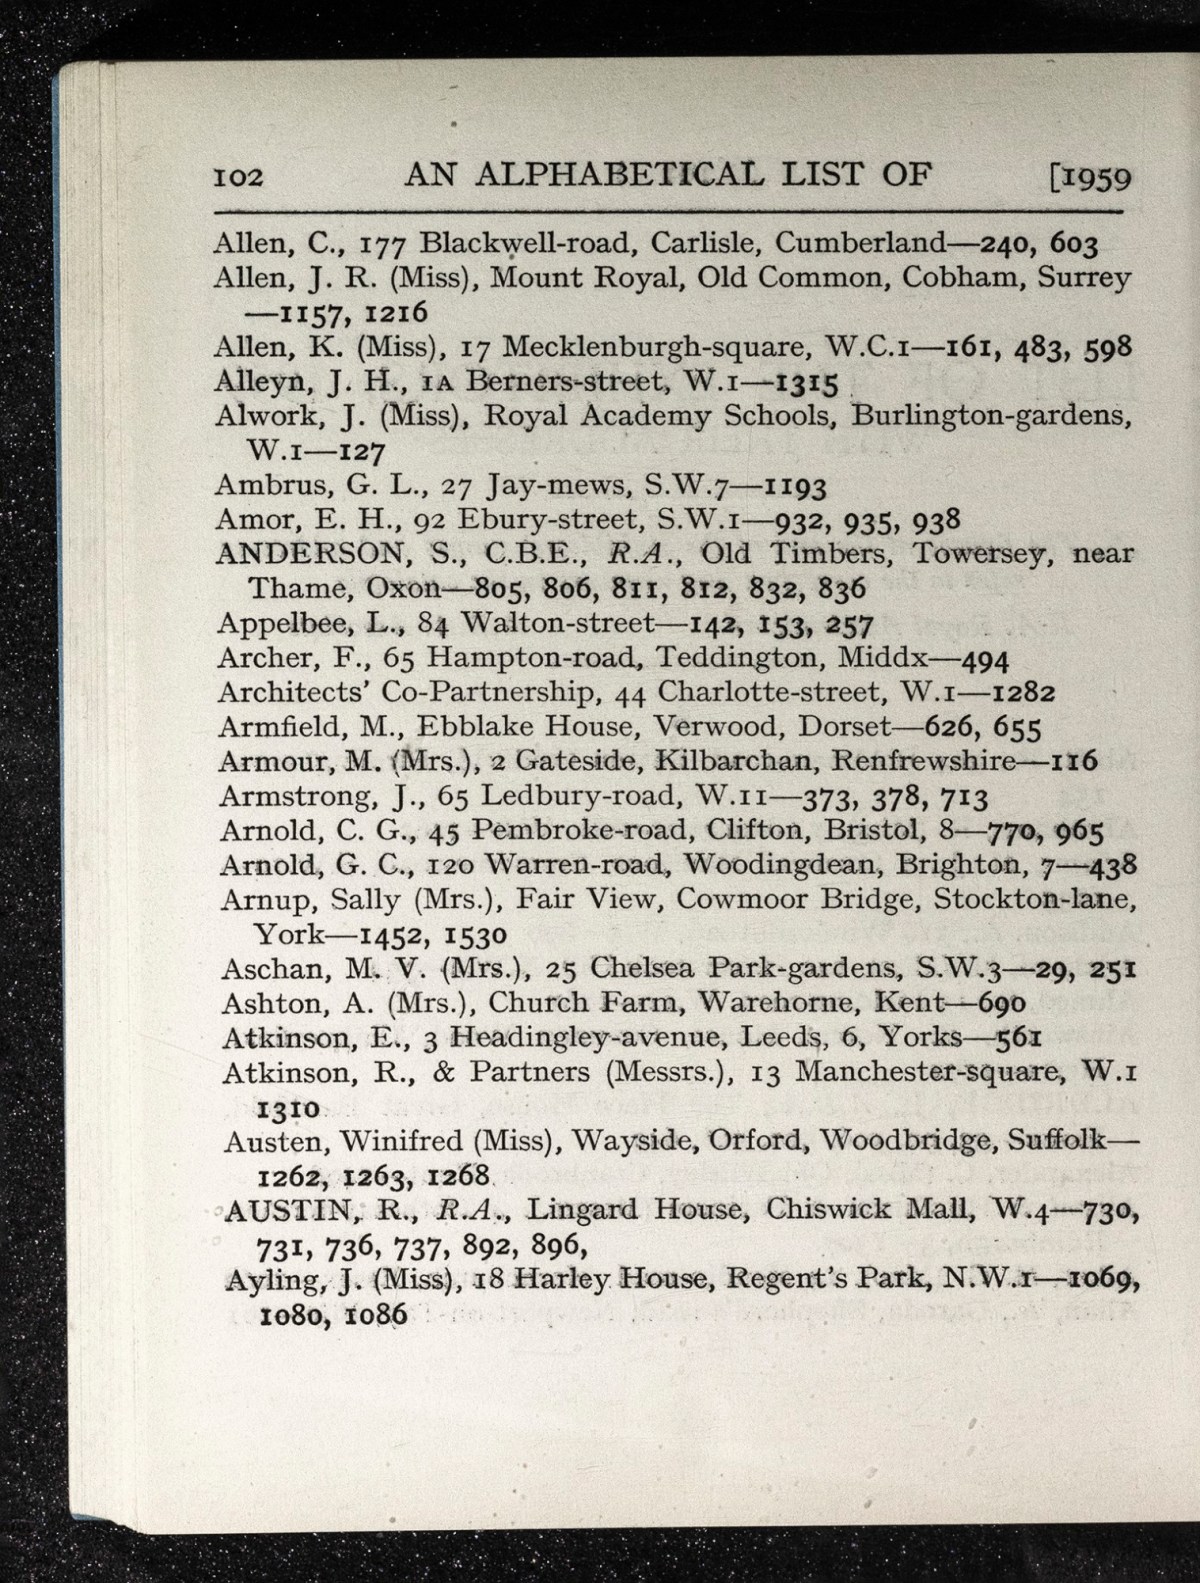 102 AN ALPHABETICAL LIST OF [1959
Allen, C., 177 Blackwell-road, Carlisle, Cumberland—240, 603
Allen, J. R. (Miss), Mount Royal, Old Common, Cobham, Surrey
—1157, 1216
Allen, K. (Miss), 17 Mecklenburgh-square, W.C.1—161, 483, 598
Alleyn, J. H., 1A Berners-street, W.1—1315
Alwork, J. (Miss), Royal Academy Schools, Burlington-gardens,
W.1—127
Ambrus, G. L., 27 Jay-mews, S.W.7—1193
Amor, E. H., 92 Ebury-street, S.W.1—932, 935, 938
ANDERSON, S., C.B.E., R.A., Old Timbers, Towersey, near
Thame, Oxon—805, 806, 811, 812, 832, 836
Appelbee, L., 84 Walton-street—142, 153, 257
Archer, F., 65 Hampton-road, Teddington, Middx—494
Architects' Co-Partnership, 44 Charlotte-street, W.1—1282
Armfield, M., Ebblake House, Verwood, Dorset—626, 655
Armour, M. (Mrs.), 2 Gateside, Kilbarchan, Renfrewshire—116
Armstrong, J., 65 Ledbury-road, W.11—373, 378, 713
Arnold, C. G., 45 Pembroke-road, Clifton, Bristol, 8—770, 965
Arnold, G. C., 120 Warren-road, Woodingdean, Brighton, 7—438
Arnup, Sally (Mrs.), Fair View, Cowmoor Bridge, Stockton-lane,
York—1452, 1530
Aschan, M. V. (Mrs.), 25 Chelsea Park-gardens, S.W.3—29, 251
Ashton, A. (Mrs.), Church Farm, Warehorne, Kent—690
Atkinson, E., 3 Headingley-avenue, Leeds, 6, Yorks—561
Atkinson, R., & Partners (Messrs.), 13 Manchester-square, W.1
1310
Austen, Winifred (Miss), Wayside, Orford, Woodbridge, Suffolk—
1262, 1263, 1268
AUSTIN, R., R.A., Lingard House, Chiswick Mall, W.4—730,
731, 736, 737, 892, 896,
Ayling, J. (Miss), 18 Harley House, Regent's Park, N.W.1—1069,
1080, 1086